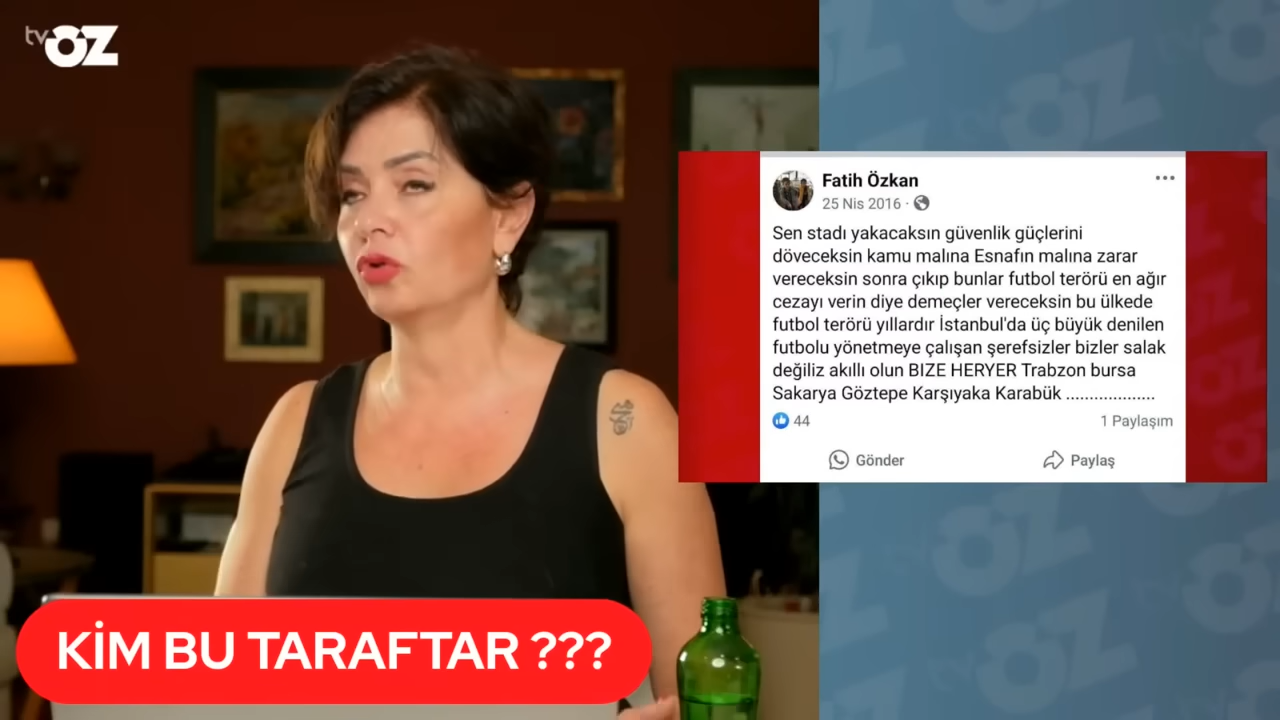 tv ÖZ
Fatih Özkan
25 Nis 2016 ·
Sen stadı yakacaksın güvenlik güçlerini
döveceksin kamu malına Esnafın malına zarar
vereceksin sonra çıkıp bunlar futbol terörü en ağır
cezayı verin diye demeçler vereceksin bu ülkede
futbol terörü yıllardır İstanbul'da üç büyük denilen
futbolu yönetmeye çalışan şerefsizler bizler salak
değiliz akıllı olun BIZE HERYER Trabzon bursa
Sakarya Göztepe Karşıyaka Karabük ...................
44
1 Paylaşım
Gönder
Paylaş
KİM BU TARAFTAR ???